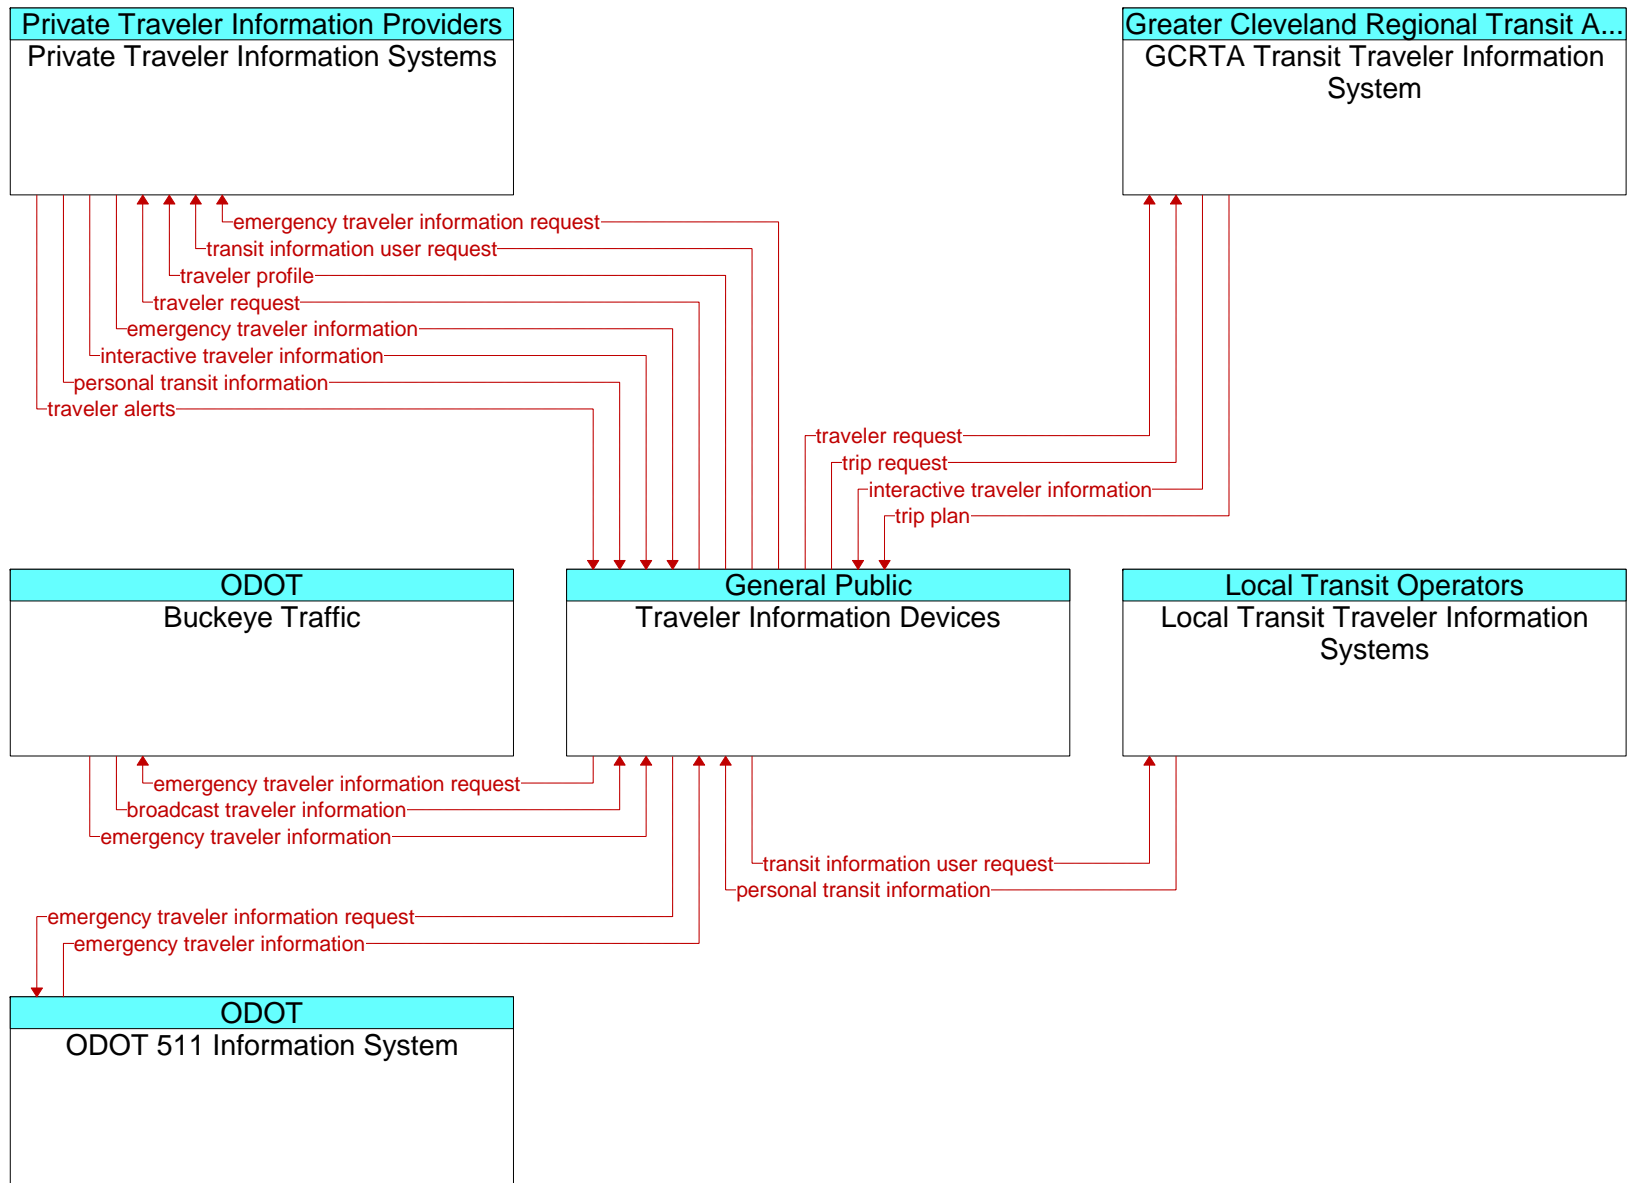 Private Traveler Information Providers
Private Traveler Information Systems
Greater Cleveland Regional Transit A...
GCRTA Transit Traveler Information
System
emergency traveler information request
transit information user request
traveler profile
traveler request
emergency traveler information
interactive traveler information
personal transit information
traveler alerts
traveler request
trip request
interactive traveler information
trip plan
ODOT
Buckeye Traffic
General Public
Traveler Information Devices
Local Transit Operators
Local Transit Traveler Information
Systems
emergency traveler information request
broadcast traveler information
emergency traveler information
transit information user request
personal transit information
emergency traveler information request
emergency traveler information
ODOT
ODOT 511 Information System